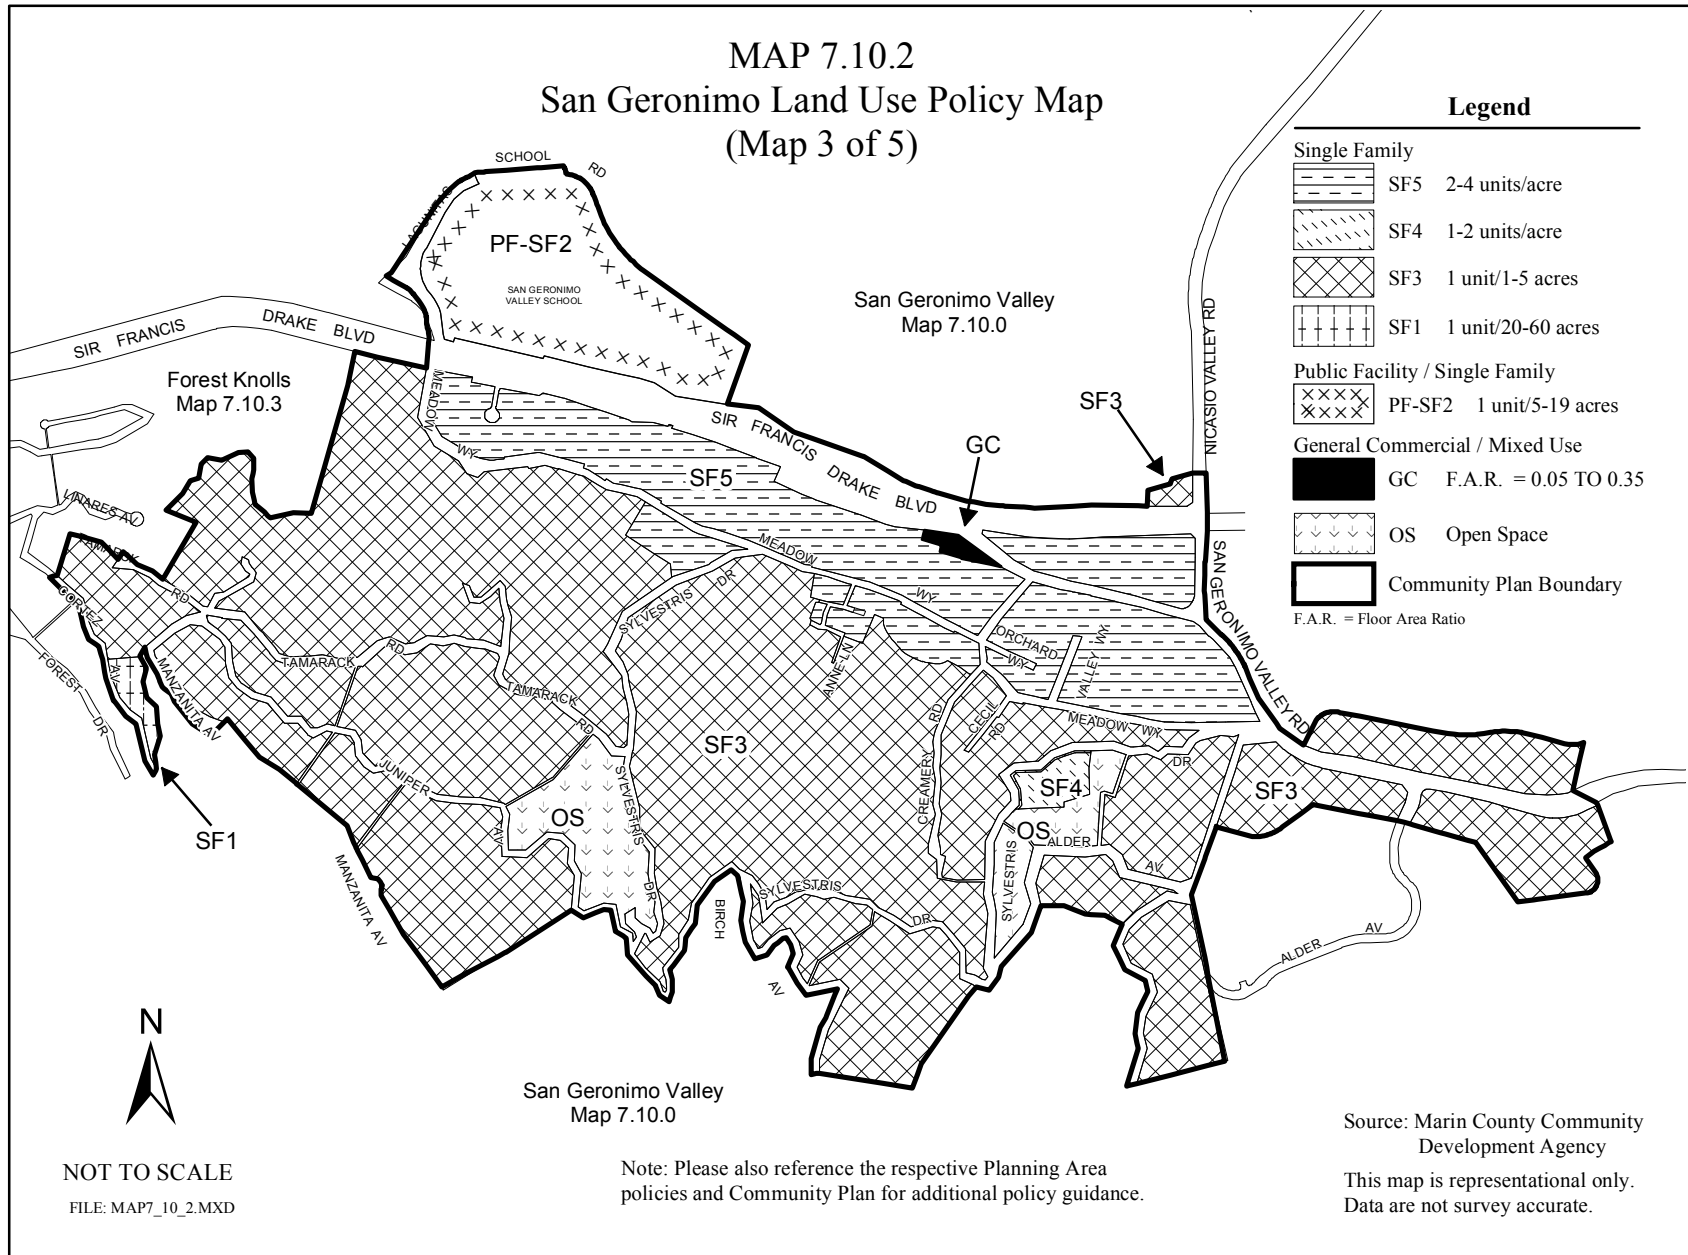 MAP 7.10.2
San Geronimo Land Use Policy Map
(Map 3 of 5)
Legend
Single Family
SF5 2-4 units/acre
SF4 1-2 units/acre
SF3 1 unit/1-5 acres
SF1 1 unit/20-60 acres
Public Facility / Single Family
PF-SF2 1 unit/5-19 acres
General Commercial / Mixed Use
GC F.A.R. = 0.05 TO 0.35
OS Open Space
Community Plan Boundary
F.A.R. = Floor Area Ratio
SCHOOL RD
LAGUNITAS
PF-SF2
SAN GERONIMO
VALLEY SCHOOL
San Geronimo Valley
Map 7.10.0
NICASIO VALLEY RD
SIR FRANCIS DRAKE BLVD
Forest Knolls
Map 7.10.3
MEADOW WY
SIR FRANCIS DRAKE BLVD
SF3
GC
SF5
LINARES AV
TAMARACK RD
MEADOW WY
SAN GERONIMO VALLEY RD
CORTEZ AV
SYLVESTRIS DR
ORCHARD WY
VALLEY WY
ANNE LN
FOREST DR
MANZANITA AV
TAMARACK RD
TAMARACK RD
CECIL RD
MEADOW WY
SF3
CREAMERY RD
DR
JUNIPER AV
SYLVESTRIS DR
SF4
SF3
OS
OS
SF1
ALDER AV
MANZANITA AV
SYLVESTRIS DR
SYLVESTRIS
BIRCH AV
ALDER AV
N
San Geronimo Valley
Map 7.10.0
NOT TO SCALE
FILE: MAP7_10_2.MXD
Note: Please also reference the respective Planning Area
policies and Community Plan for additional policy guidance.
Source: Marin County Community
Development Agency
This map is representational only.
Data are not survey accurate.